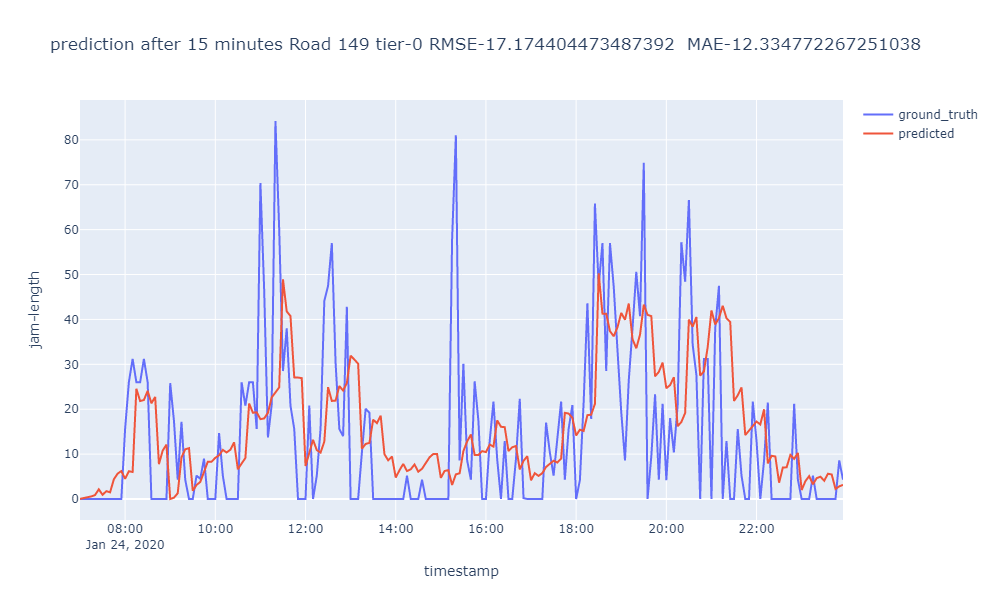 prediction after 15 minutes Road 149 tier-0 RMSE-17.174404473487392  MAE-12.334772267251038
ground_truth
predicted
80
70
60
50
40
30
20
10
0
jam-length
08:00 10:00 12:00 14:00 16:00 18:00 20:00 22:00
Jan 24, 2020
timestamp